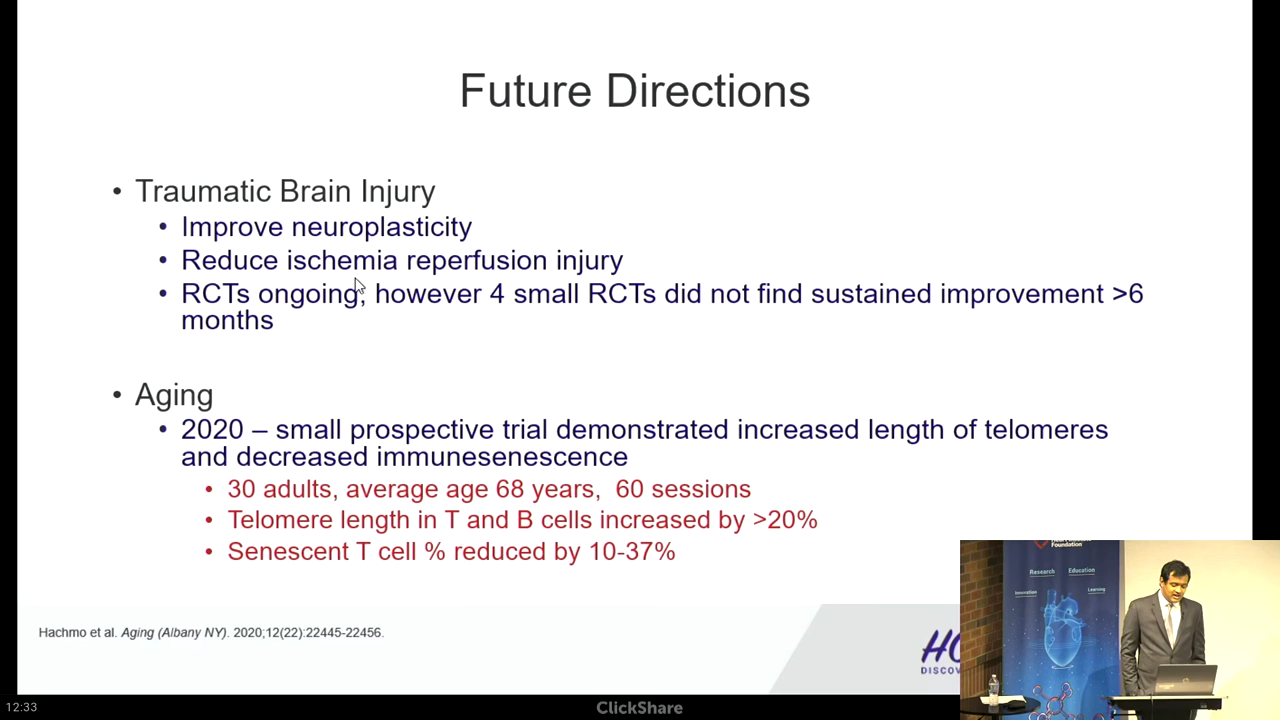 Future Directions
• Traumatic Brain Injury
• Improve neuroplasticity
• Reduce ischemia reperfusion injury
• RCTs ongoing, however 4 small RCTs did not find sustained improvement >6
months
• Aging
• 2020 – small prospective trial demonstrated increased length of telomeres
and decreased immunesenescence
• 30 adults, average age 68 years, 60 sessions
• Telomere length in T and B cells increased by >20%
• Senescent T cell % reduced by 10-37%
Hachmo et al. Aging (Albany NY). 2020;12(22):22445-22456.
Foundation
Research Education
Innovation Learning
12:33
ClickShare